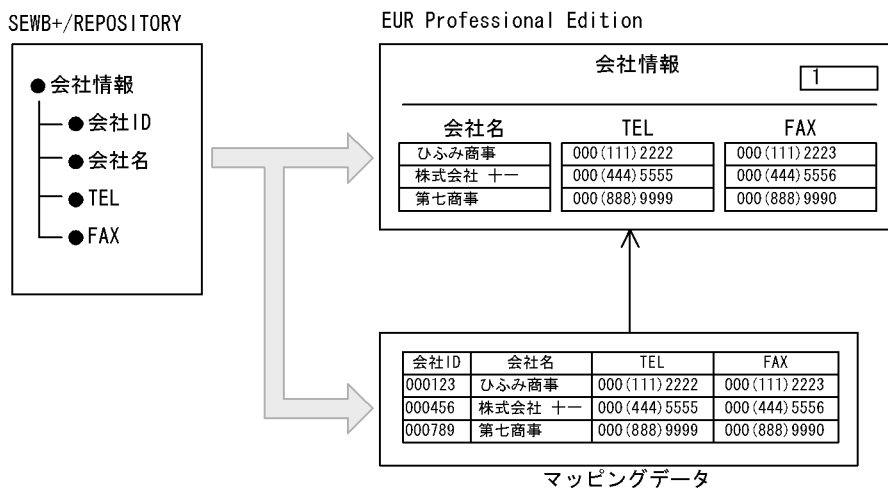 SEWB+/REPOSITORY
会社情報
会社ID
会社名
TEL
FAX
EUR Professional Edition
会社情報
1
会社名 TEL FAX
ひふみ商事 000(111)2222 000(111)2223
株式会社 十一 000(444)5555 000(444)5556
第七商事 000(888)9999 000(888)9990
会社ID 会社名 TEL FAX
000123 ひふみ商事 000(111)2222 000(111)2223
000456 株式会社 十一 000(444)5555 000(444)5556
000789 第七商事 000(888)9999 000(888)9990
マッピングデータ